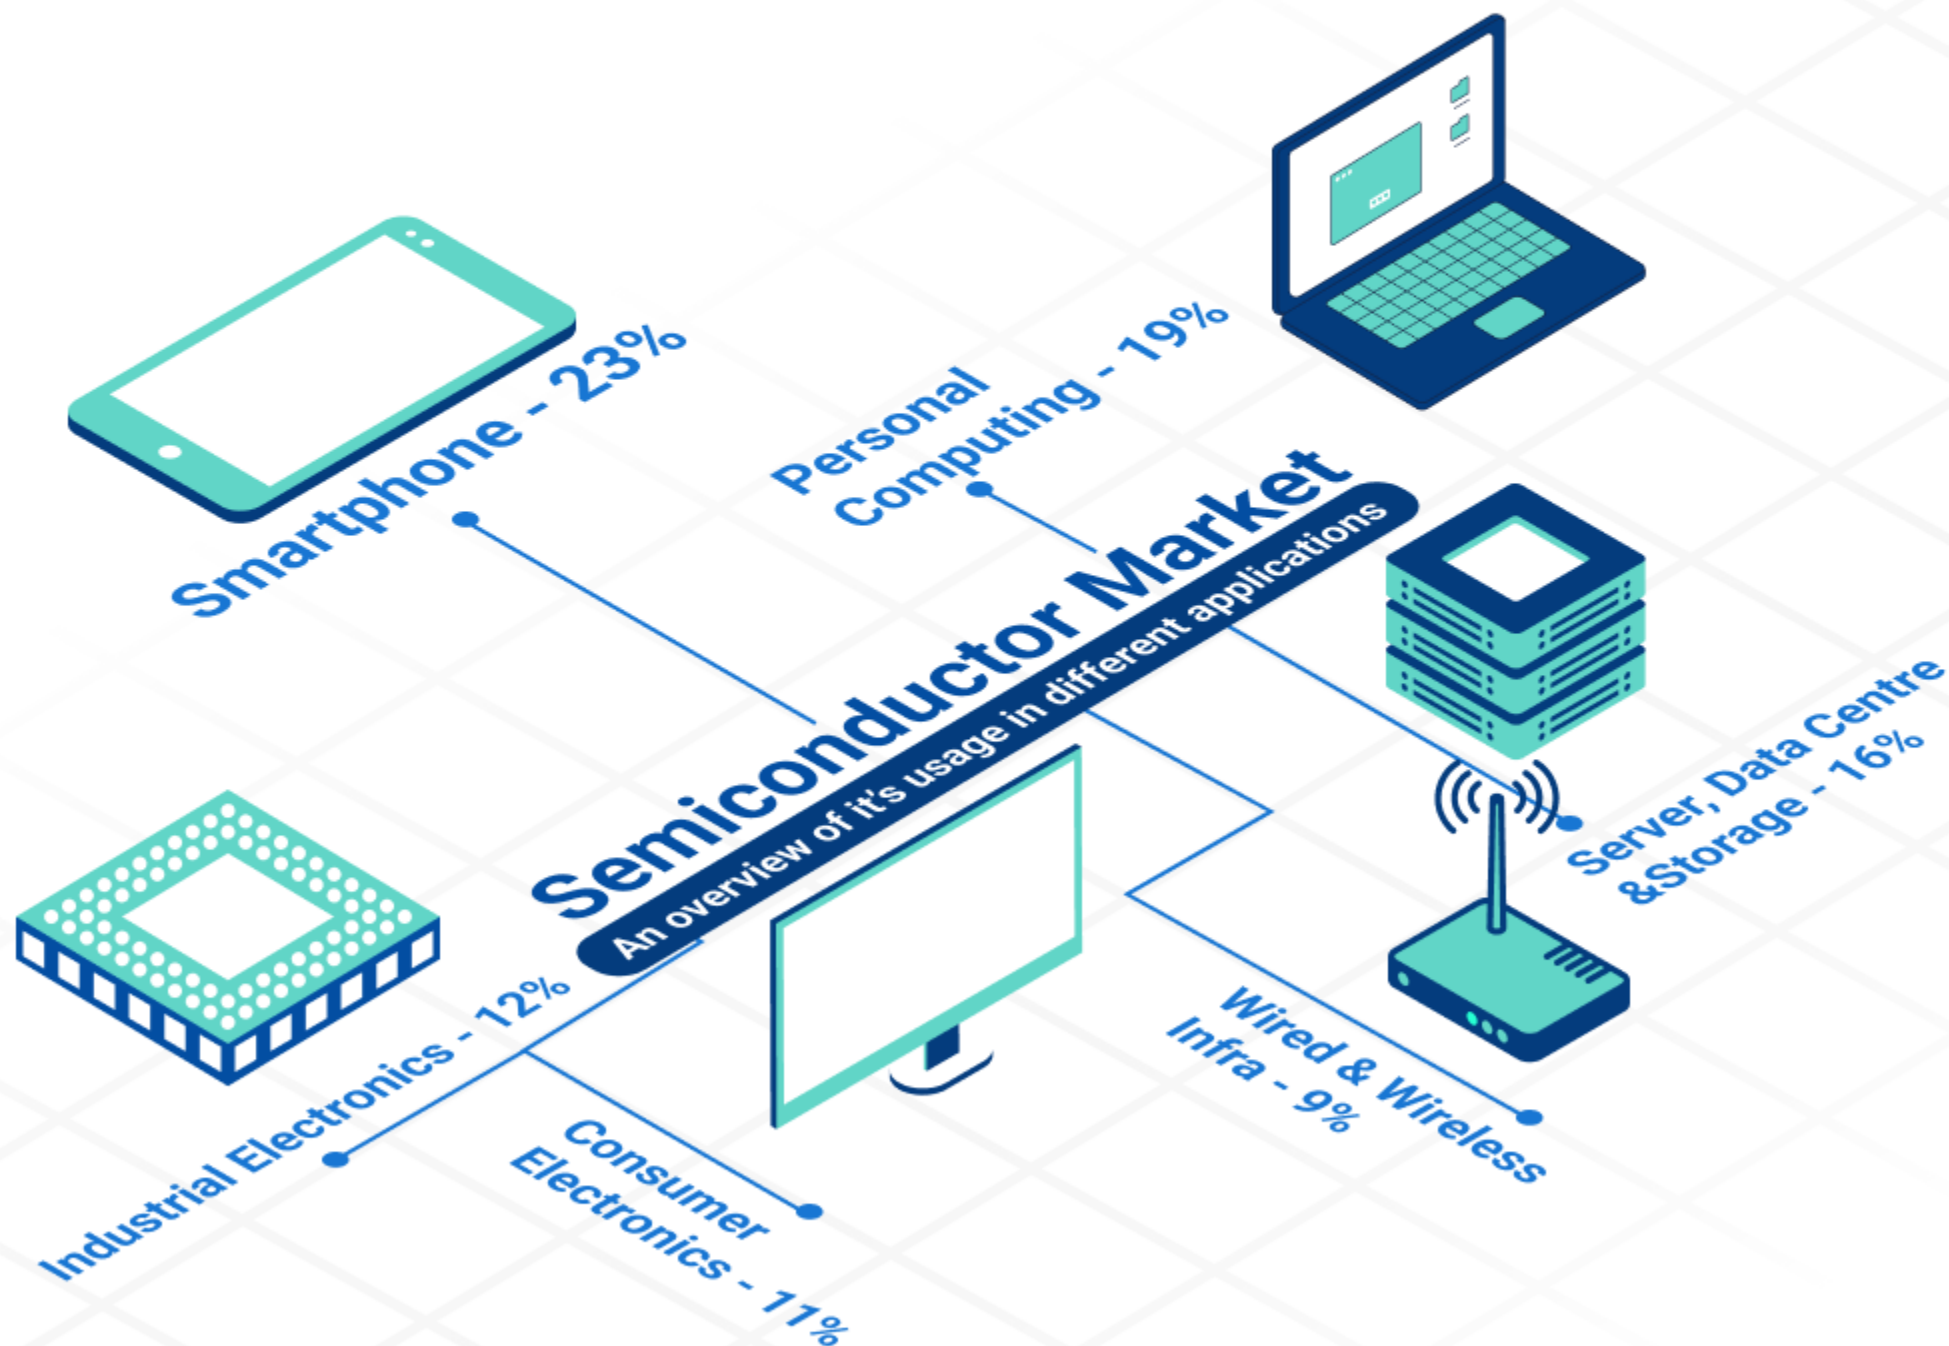 Smartphone - 23%
Personal
Computing - 19%
Semiconductor Market
An overview of it's usage in different applications
Server, Data Centre
&Storage - 16%
Wired & Wireless
Infra - 9%
Industrial Electronics - 12%
Consumer
Electronics - 11%